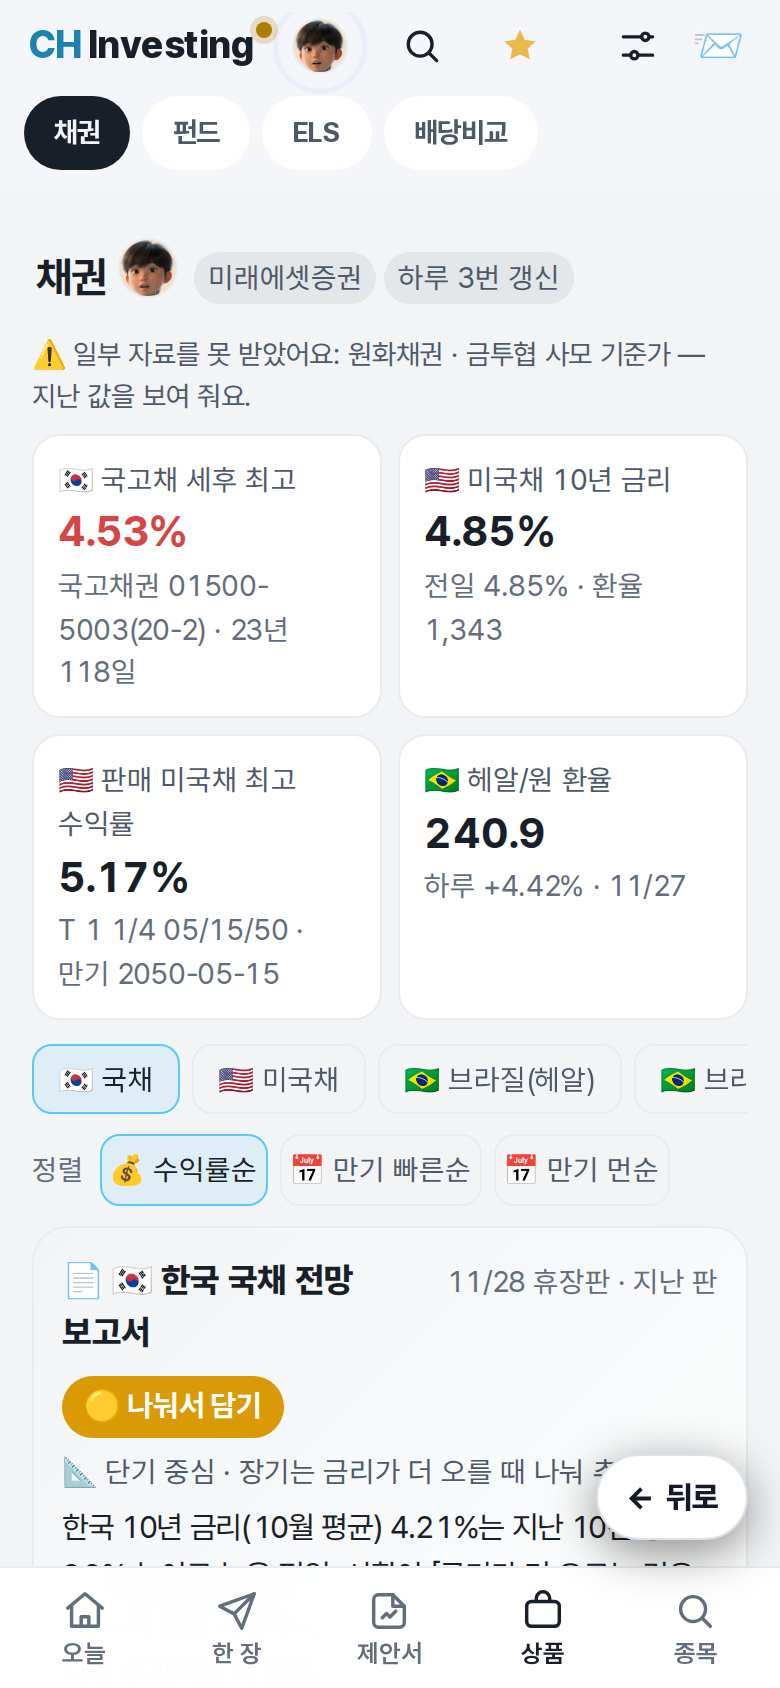 CH Investing
채권 펀드 ELS 배당비교
채권 미래에셋증권 하루 3번 갱신
⚠️ 일부 자료를 못 받았어요: 원화채권 · 금투협 사모 기준가 —
지난 값을 보여 줘요.
🇰🇷 국고채 세후 최고
4.53%
국고채권 01500-
5003(20-2) · 23년
118일
🇺🇸 미국채 10년 금리
4.85%
전일 4.85% · 환율
1,343
🇺🇸 판매 미국채 최고
수익률
5.17%
T 1 1/4 05/15/50 ·
만기 2050-05-15
🇧🇷 헤알/원 환율
240.9
하루 +4.42% · 11/27
🇰🇷 국채 🇺🇸 미국채 🇧🇷 브라질(헤알) 🇧🇷
정렬 💰 수익률순 📅 만기 빠른순 📅 만기 먼순
📄 🇰🇷 한국 국채 전망
보고서
11/28 휴장판 · 지난 판
🟡 나눠서 담기
📐 단기 중심 · 장기는 금리가 더 오를 때 나눠
← 뒤로
한국 10년 금리(10월 평균) 4.21%는 지난
오늘 한 장 제안서 상품 종목